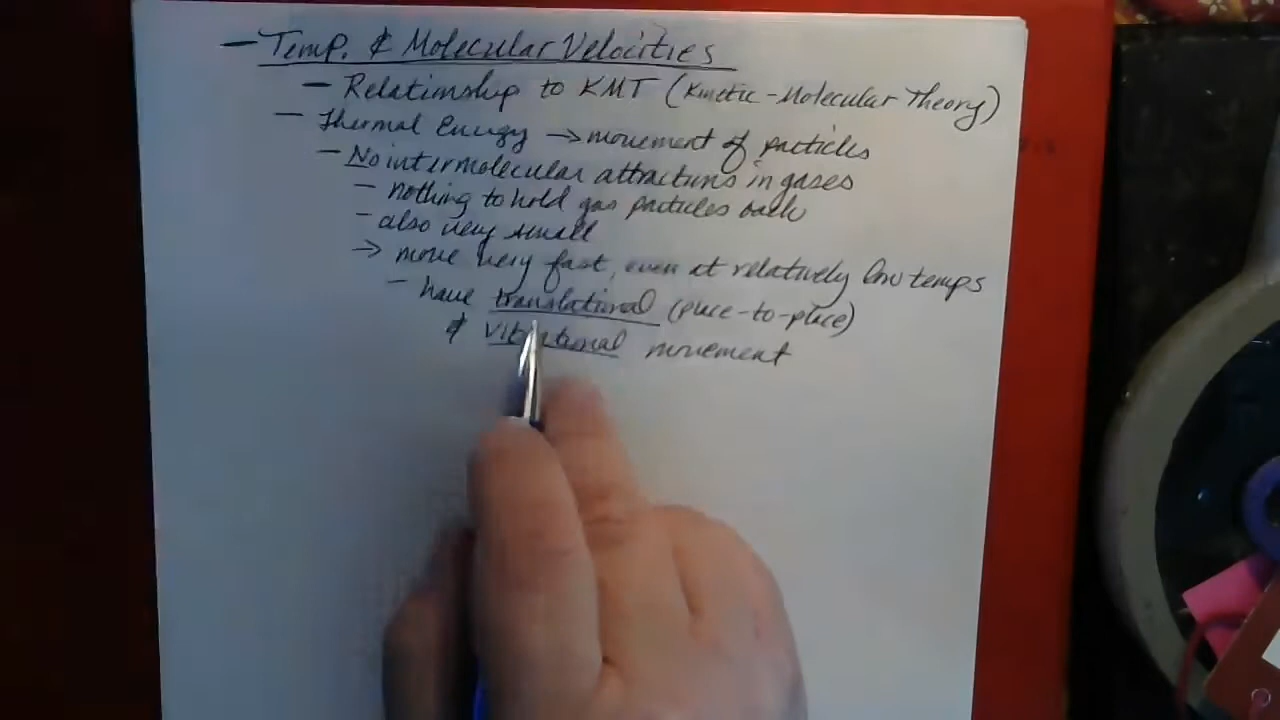 - Temp. & Molecular Velocities
- Relationship to KMT (Kinetic-Molecular Theory)
- Thermal Energy → movement of particles
- No intermolecular attractions in gases
- nothing to hold gas particles back
- also very small
→ move very fast, even at relatively low temps
- have translational (place-to-place)
& vibrational movement